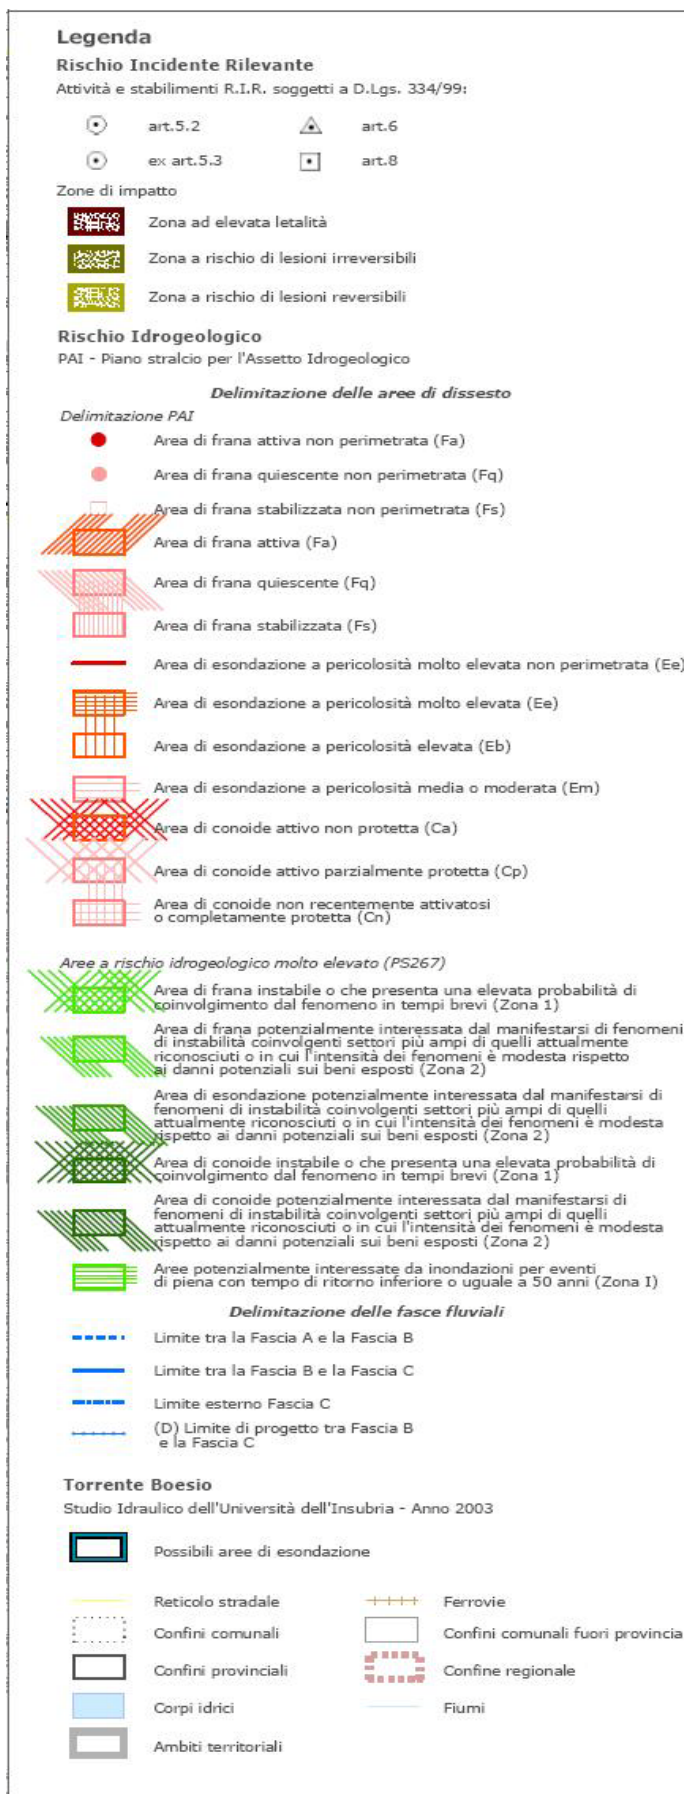 Legenda
Rischio Incidente Rilevante
Attività e stabilimenti R.I.R. soggetti a D.Lgs. 334/99:
art.5.2
art.6
ex art.5.3
art.8
Zone di impatto
Zona ad elevata letalità
Zona a rischio di lesioni irreversibili
Zona a rischio di lesioni reversibili
Rischio Idrogeologico
PAI - Piano stralcio per l'Assetto Idrogeologico
Delimitazione delle aree di dissesto
Delimitazione PAI
Area di frana attiva non perimetrata (Fa)
Area di frana quiescente non perimetrata (Fq)
Area di frana stabilizzata non perimetrata (Fs)
Area di frana attiva (Fa)
Area di frana quiescente (Fq)
Area di frana stabilizzata (Fs)
Area di esondazione a pericolosità molto elevata non perimetrata (Ee)
Area di esondazione a pericolosità molto elevata (Ee)
Area di esondazione a pericolosità elevata (Eb)
Area di esondazione a pericolosità media o moderata (Em)
Area di conoide attivo non protetta (Ca)
Area di conoide attivo parzialmente protetta (Cp)
Area di conoide non recentemente attivatosi
o completamente protetta (Cn)
Aree a rischio idrogeologico molto elevato (PS267)
Area di frana instabile o che presenta una elevata probabilità di
coinvolgimento dal fenomeno in tempi brevi (Zona 1)
Area di frana potenzialmente interessata dal manifestarsi di fenomeni
di instabilità coinvolgenti settori più ampi di quelli attualmente
riconosciuti o in cui l'intensità dei fenomeni è modesta rispetto
ai danni potenziali sui beni esposti (Zona 2)
Area di esondazione potenzialmente interessata dal manifestarsi di
fenomeni di instabilità coinvolgenti settori più ampi di quelli
attualmente riconosciuti o in cui l'intensità dei fenomeni è modesta
rispetto ai danni potenziali sui beni esposti (Zona 2)
Area di conoide instabile o che presenta una elevata probabilità di
coinvolgimento dal fenomeno in tempi brevi (Zona 1)
Area di conoide potenzialmente interessata dal manifestarsi di
fenomeni di instabilità coinvolgenti settori più ampi di quelli
attualmente riconosciuti o in cui l'intensità dei fenomeni è modesta
rispetto ai danni potenziali sui beni esposti (Zona 2)
Aree potenzialmente interessate da inondazioni per eventi
di piena con tempo di ritorno inferiore o uguale a 50 anni (Zona I)
Delimitazione delle fasce fluviali
Limite tra la Fascia A e la Fascia B
Limite tra la Fascia B e la Fascia C
Limite esterno Fascia C
(D) Limite di progetto tra Fascia B
e la Fascia C
Torrente Boesio
Studio Idraulico dell'Università dell'Insubria - Anno 2003
Possibili aree di esondazione
Reticolo stradale
Ferrovie
Confini comunali
Confini comunali fuori provincia
Confini provinciali
Confine regionale
Corpi idrici
Fiumi
Ambiti territoriali